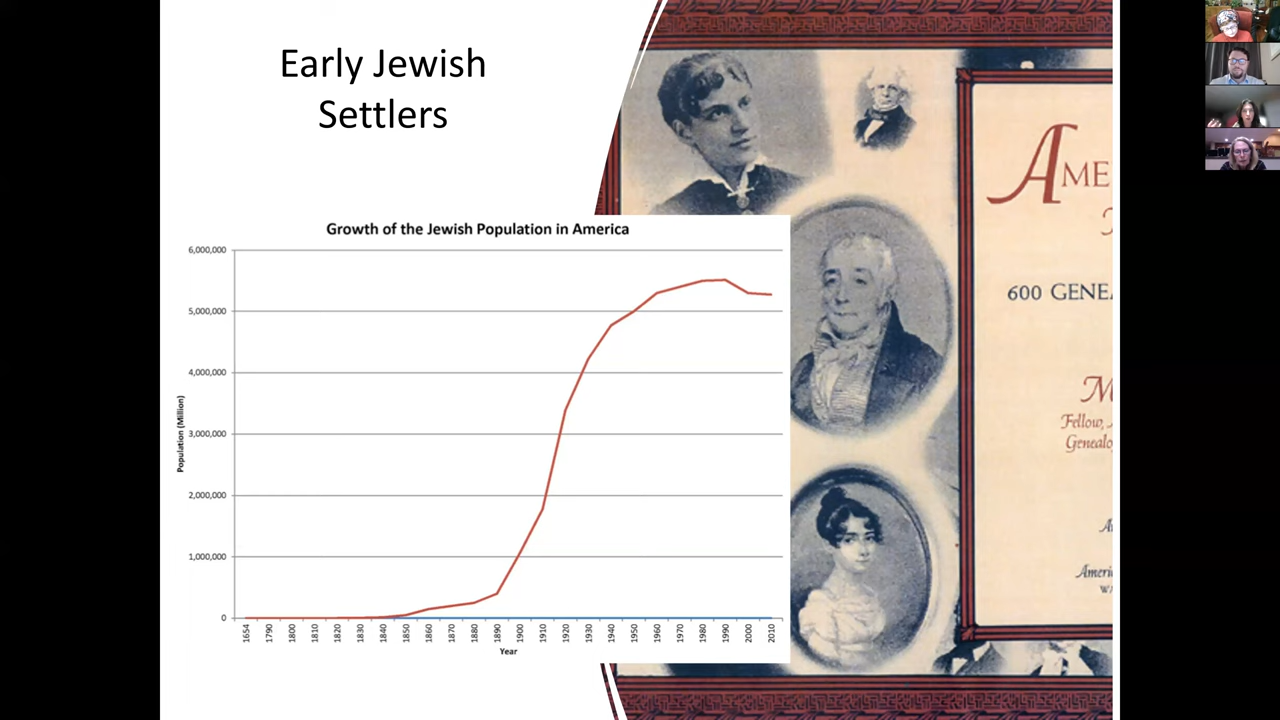 Early Jewish
Settlers
Growth of the Jewish Population in America
6,000,000
5,000,000
4,000,000
3,000,000
2,000,000
1,000,000
0
Population (Million)
1654 1790 1800 1810 1820 1830 1840 1850 1860 1870 1880 1890 1900 1910 1920 1930 1940 1950 1960 1970 1980 1990 2000 2010
Year
AME
600 GENEA
M
Fellow,
Genealo
Ameri
WA